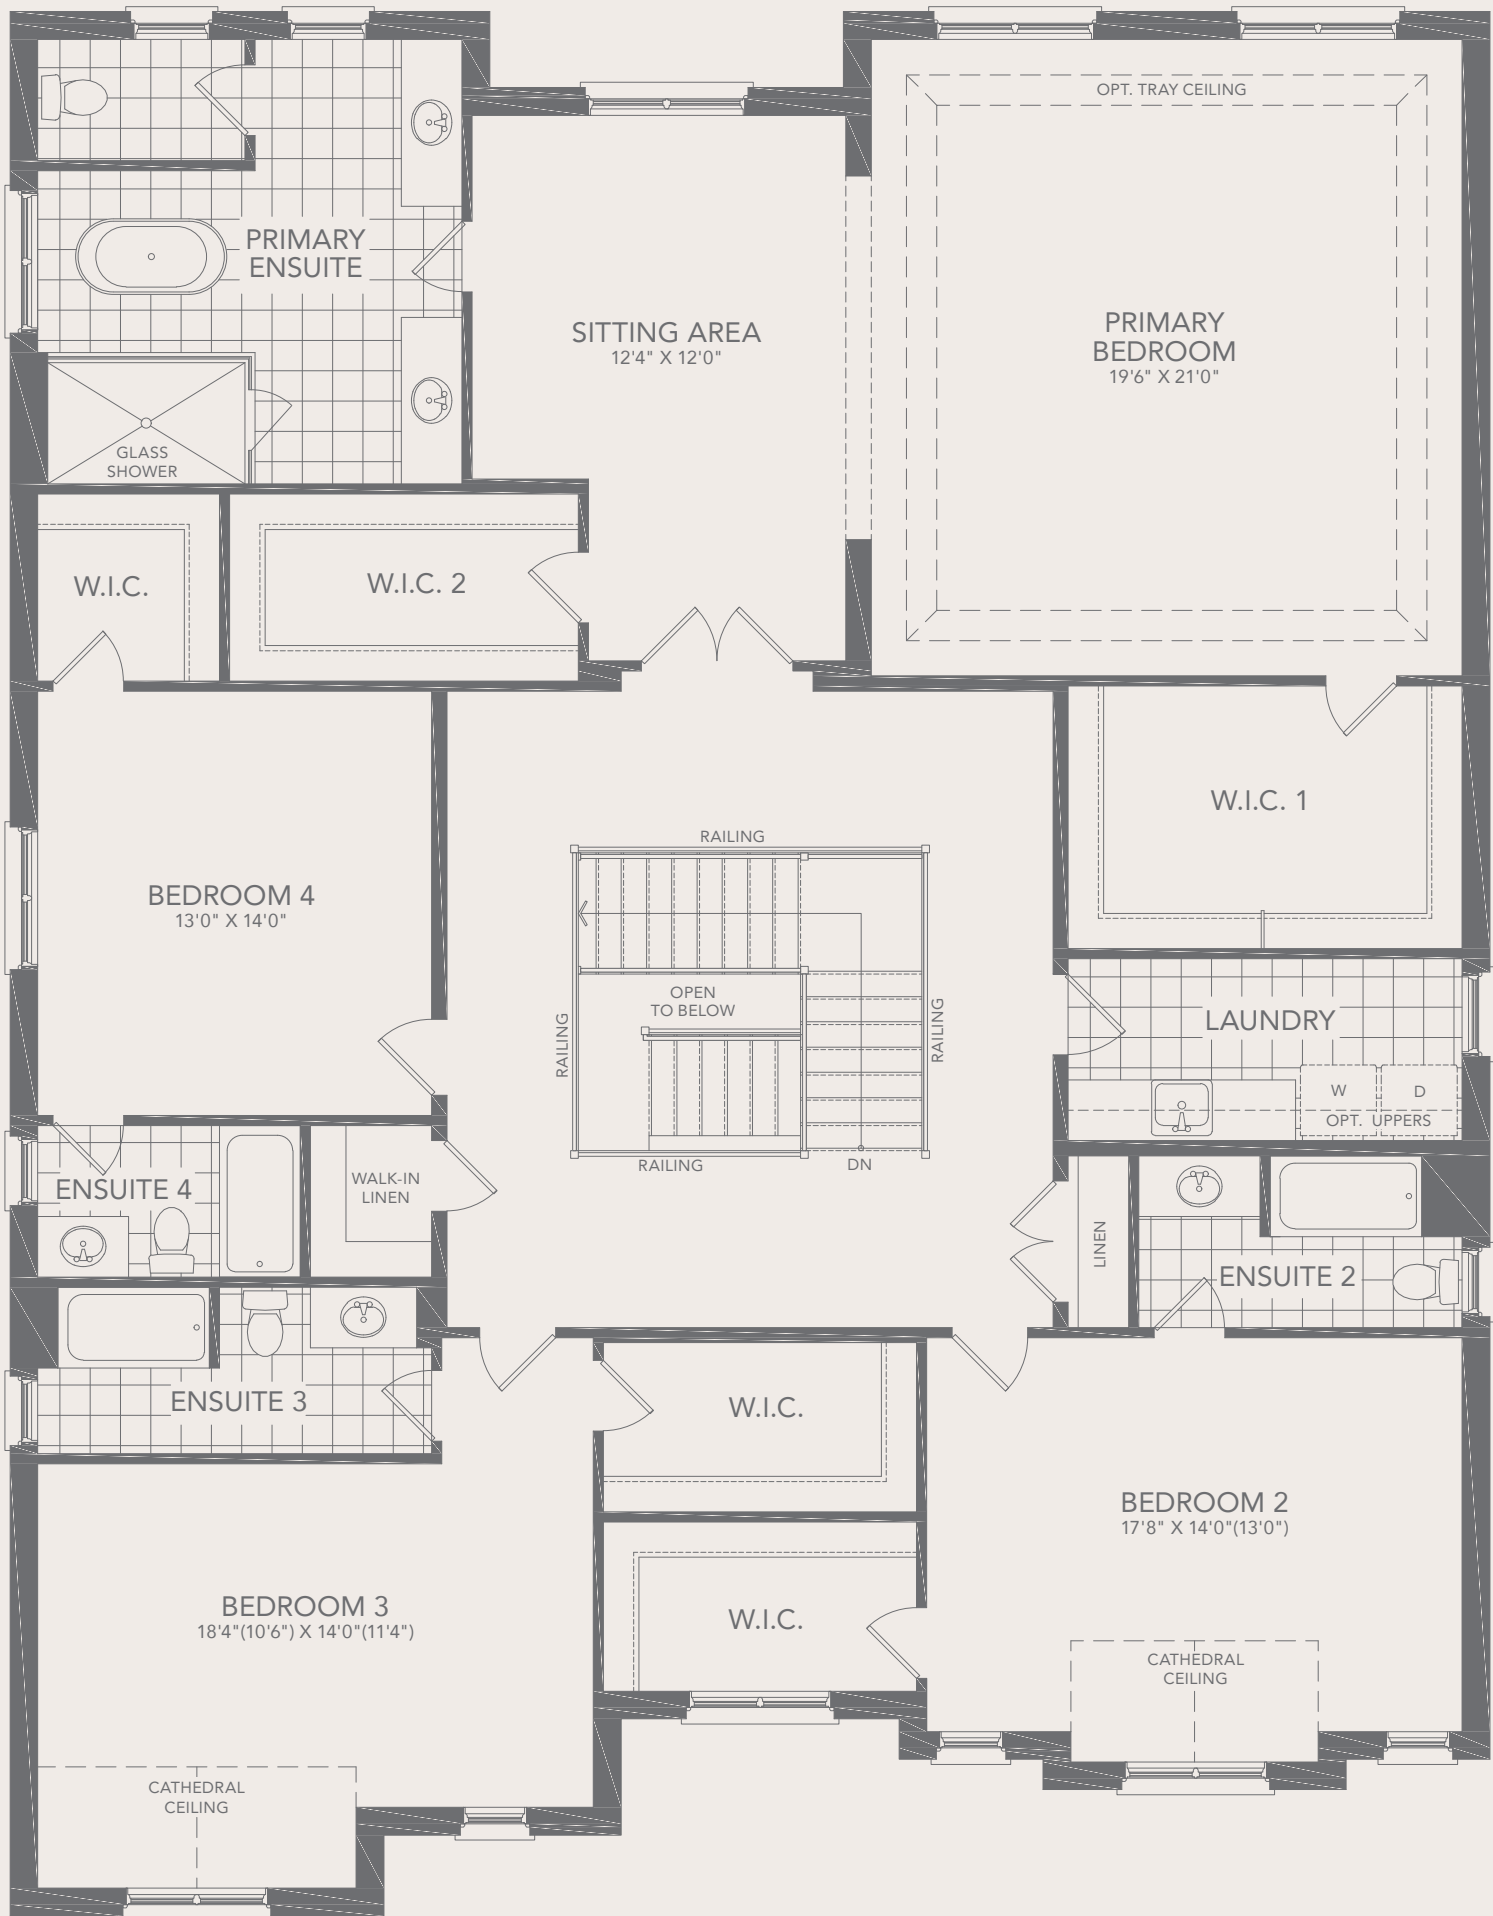 OPT. TRAY CEILING
PRIMARY
ENSUITE
SITTING AREA
12'4" X 12'0"
PRIMARY
BEDROOM
19'6" X 21'0"
GLASS
SHOWER
W.I.C.
W.I.C. 2
W.I.C. 1
RAILING
BEDROOM 4
13'0" X 14'0"
OPEN
TO BELOW
RAILING
RAILING
LAUNDRY
W
D
OPT. UPPERS
RAILING
DN
WALK-IN
LINEN
ENSUITE 4
LINEN
ENSUITE 2
ENSUITE 3
W.I.C.
BEDROOM 2
17'8" X 14'0"(13'0")
BEDROOM 3
18'4"(10'6") X 14'0"(11'4")
W.I.C.
CATHEDRAL
CEILING
CATHEDRAL
CEILING